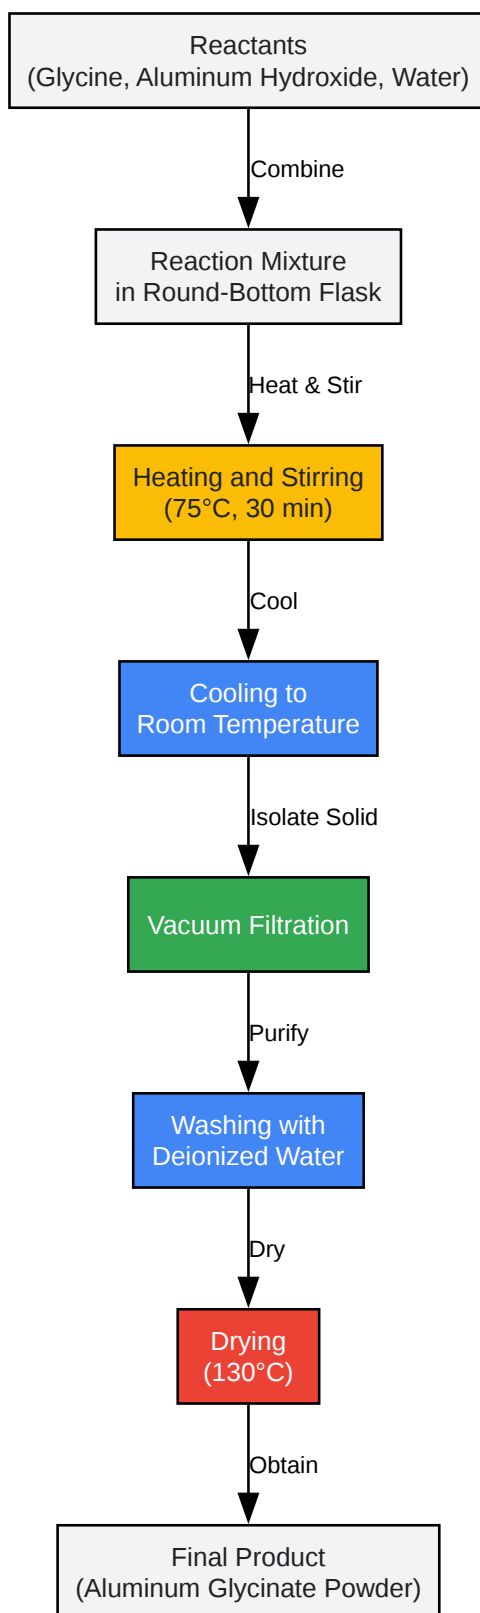 Reactants
(Glycine, Aluminum Hydroxide, Water)
Combine
Reaction Mixture
in Round-Bottom Flask
Heat & Stir
Heating and Stirring
(75°C, 30 min)
Cool
Cooling to
Room Temperature
Isolate Solid
Vacuum Filtration
Purify
Washing with
Deionized Water
Dry
Drying
(130°C)
Obtain
Final Product
(Aluminum Glycinate Powder)